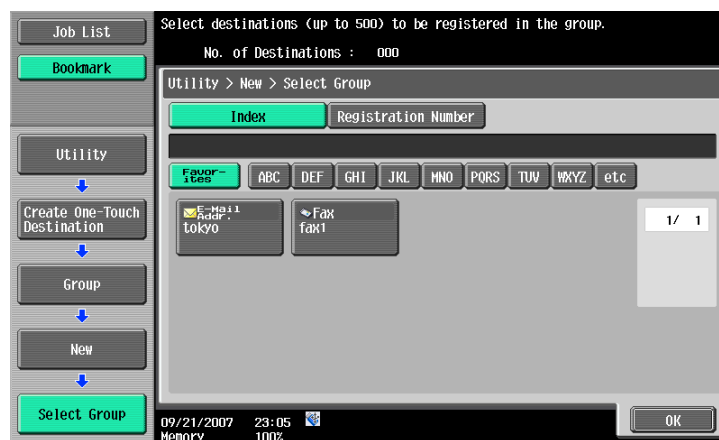 Job List
Bookmark
Utility
Create One-Touch
Destination
Group
New
Select Group
Select destinations (up to 500) to be registered in the group.
No. of Destinations : 000
Utility > New > Select Group
Index
Registration Number
Favor-
ites
ABC
DEF
GHI
JKL
MNO
PQRS
TUV
WXYZ
etc
E-Mail
Addr.
tokyo
Fax
fax1
1/ 1
09/21/2007 23:05
Memory 100%
OK